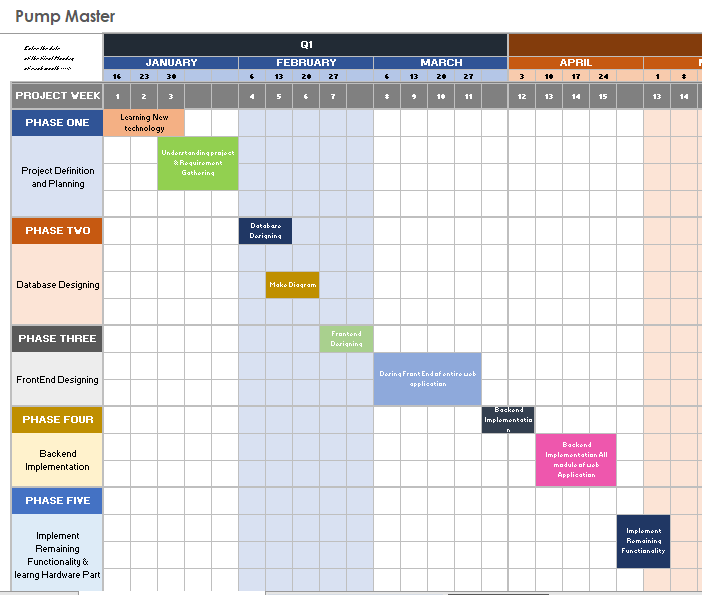 Pump Master
Q1
Enter the date
of the first Monday
of each month ---->
JANUARY FEBRUARY MARCH APRIL
16 23 30 6 13 20 27 6 13 20 27 3 10 17 24 1 8
PROJECT WEEK 1 2 3 4 5 6 7 8 9 10 11 12 13 14 15 13 14
PHASE ONE
Learning New
technology
Project Definition
and Planning
Understanding project
& Requirement
Gathering
PHASE TWO
Database
Designing
Database Designing
Make Diagram
PHASE THREE
Frontend
Designing
FrontEnd Designing
Doring Front End of entire web
application
PHASE FOUR
Backend
Implementatio
n
Backend
Implementation
Backend
Implementation All
module of web
Application
PHASE FIVE
Implement
Remaining
Functionality &
learng Hardware Part
Implement
Remaining
Functionality